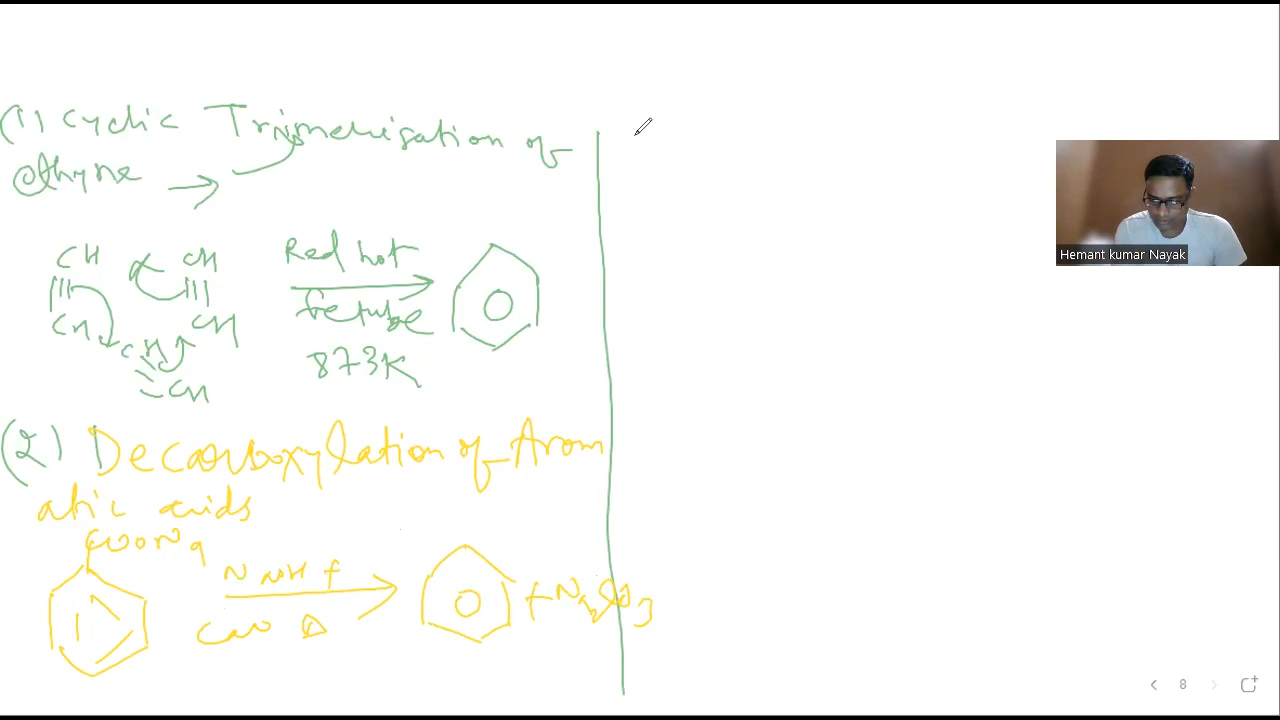 (1) Cyclic Trimerisation of
ethyne →
CH CH
Red hot
CH CH
Fe tube
CH
873K
CH
(2) Decarboxylation of Arom
atic acids
COONa
NaOH +
CaO Δ
+ Na2CO3
Hemant kumar Nayak
8